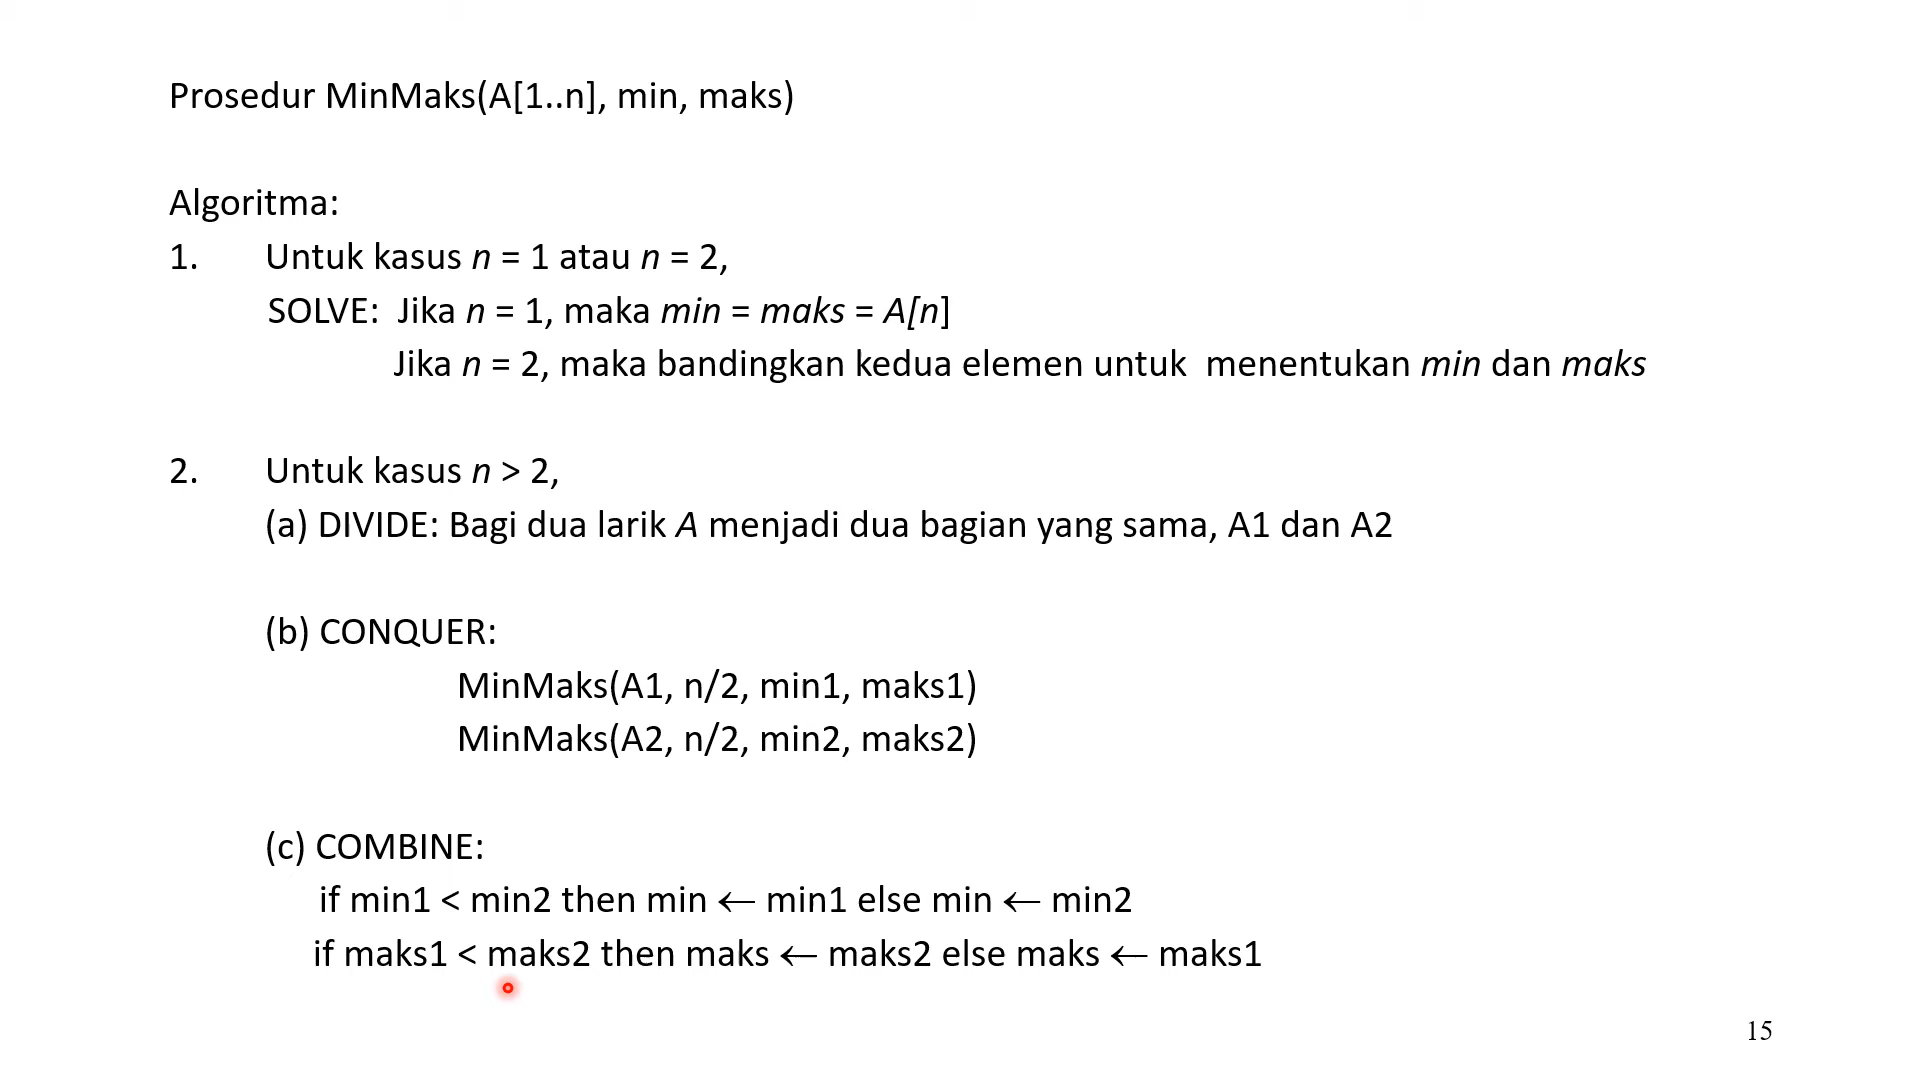 Prosedur MinMaks(A[1..n], min, maks)
Algoritma:
1. Untuk kasus n = 1 atau n = 2,
SOLVE: Jika n = 1, maka min = maks = A[n]
Jika n = 2, maka bandingkan kedua elemen untuk menentukan min dan maks
2. Untuk kasus n > 2,
(a) DIVIDE: Bagi dua larik A menjadi dua bagian yang sama, A1 dan A2
(b) CONQUER:
MinMaks(A1, n/2, min1, maks1)
MinMaks(A2, n/2, min2, maks2)
(c) COMBINE:
if min1 < min2 then min ← min1 else min ← min2
if maks1 < maks2 then maks ← maks2 else maks ← maks1
15